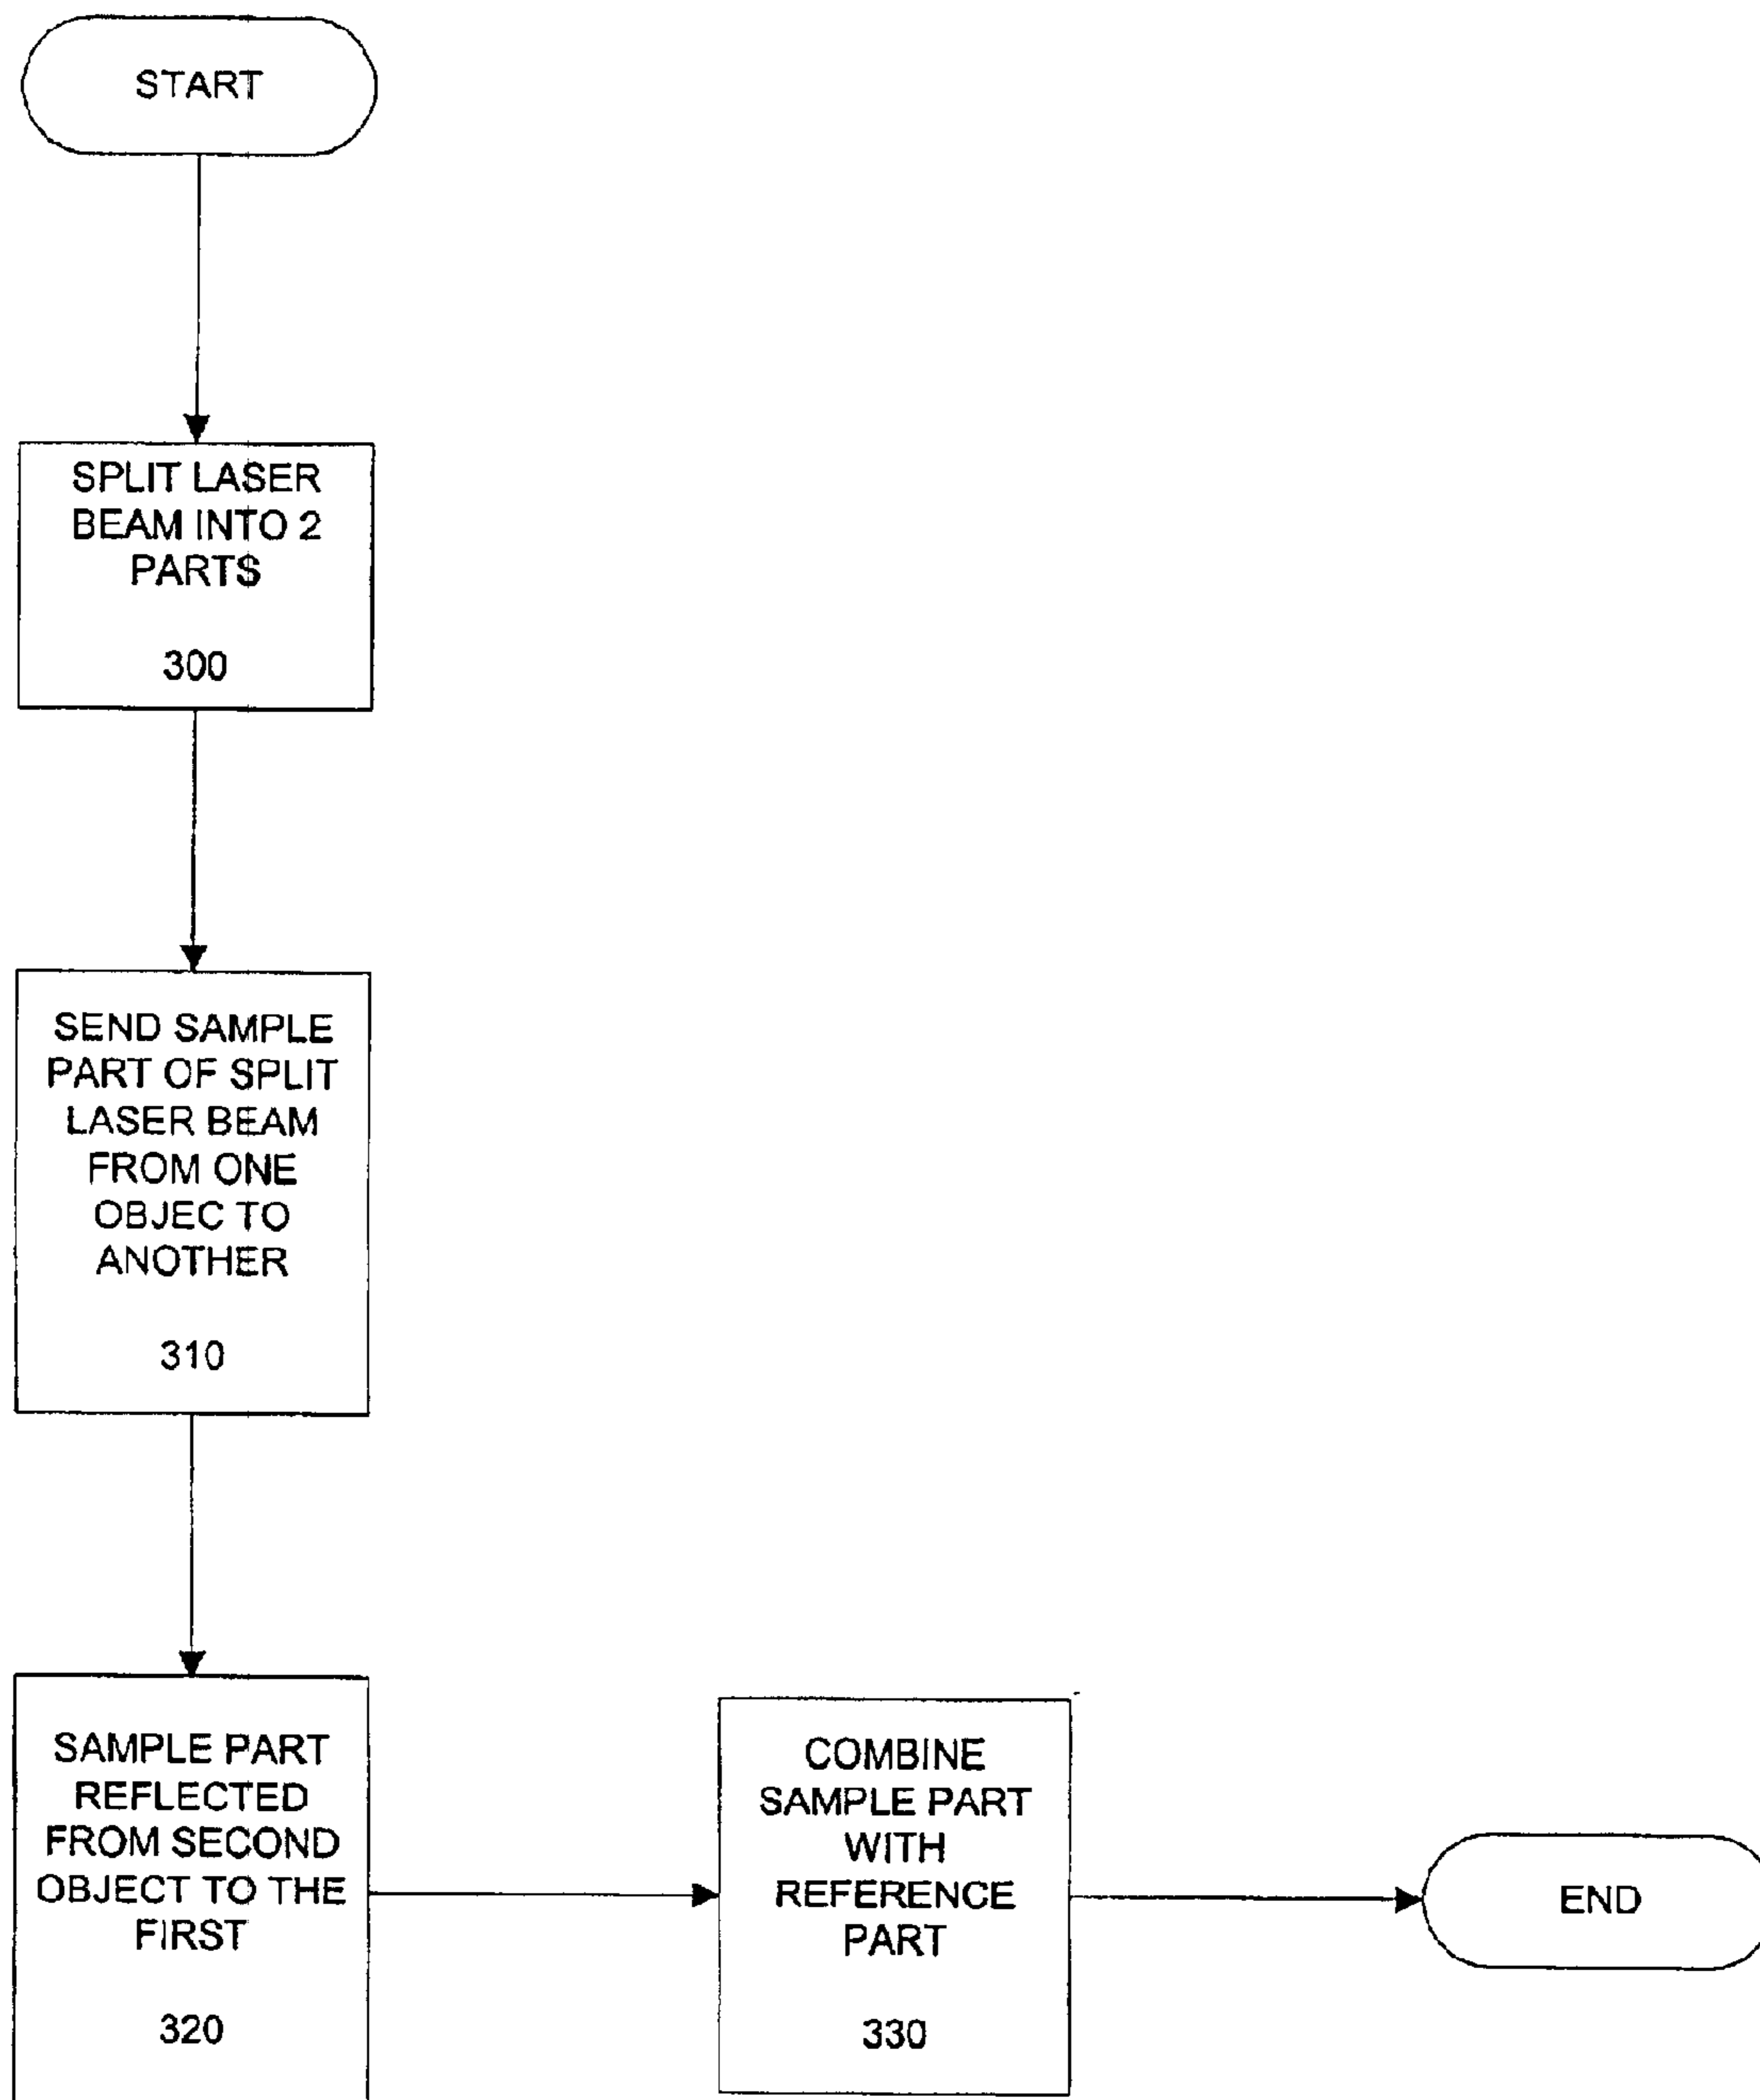 START
SPLIT LASER
BEAM INTO 2
PARTS
300
SEND SAMPLE
PART OF SPLIT
LASER BEAM
FROM ONE
OBJEC TO
ANOTHER
310
SAMPLE PART
REFLECTED
FROM SECOND
OBJECT TO THE
FIRST
320
COMBINE
SAMPLE PART
WITH
REFERENCE
PART
330
END